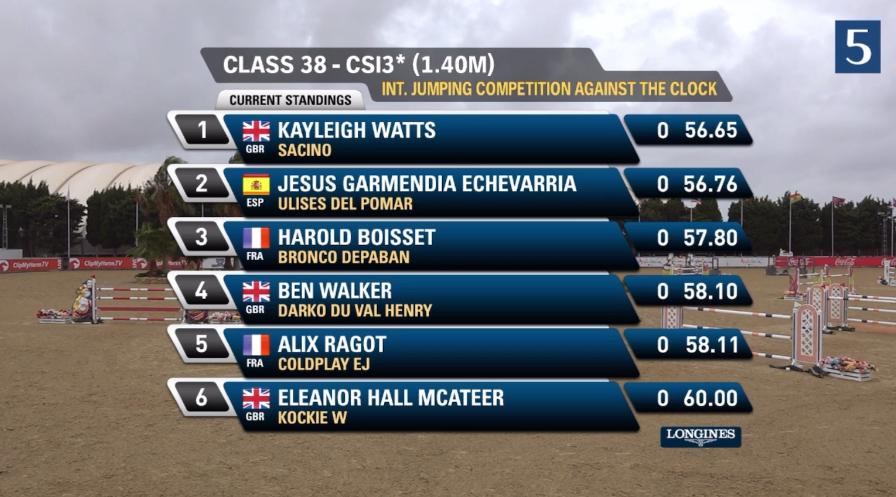 5
CLASS 38 - CSI3* (1.40M)
INT. JUMPING COMPETITION AGAINST THE CLOCK
CURRENT STANDINGS
1 GBR KAYLEIGH WATTS 0 56.65
SACINO
2 ESP JESUS GARMENDIA ECHEVARRIA 0 56.76
ULISES DEL POMAR
3 FRA HAROLD BOISSET 0 57.80
BRONCO DEPABAN
4 GBR BEN WALKER 0 58.10
DARKO DU VAL HENRY
5 FRA ALIX RAGOT 0 58.11
COLDPLAY EJ
6 GBR ELEANOR HALL MCATEER 0 60.00
KOCKIE W
LONGINES
ClipMyHorse.TV
ClipMyHorse.TV
Coca-Cola